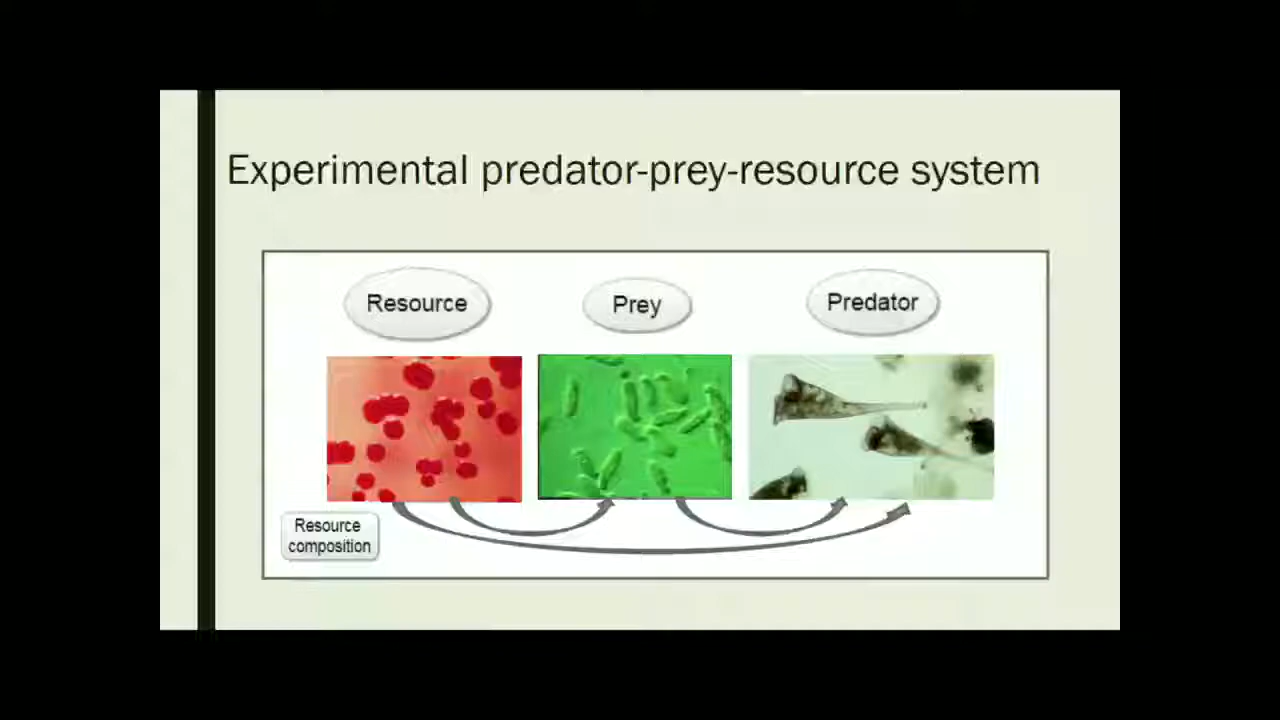 Experimental predator-prey-resource system
Resource
Prey
Predator
Resource
composition